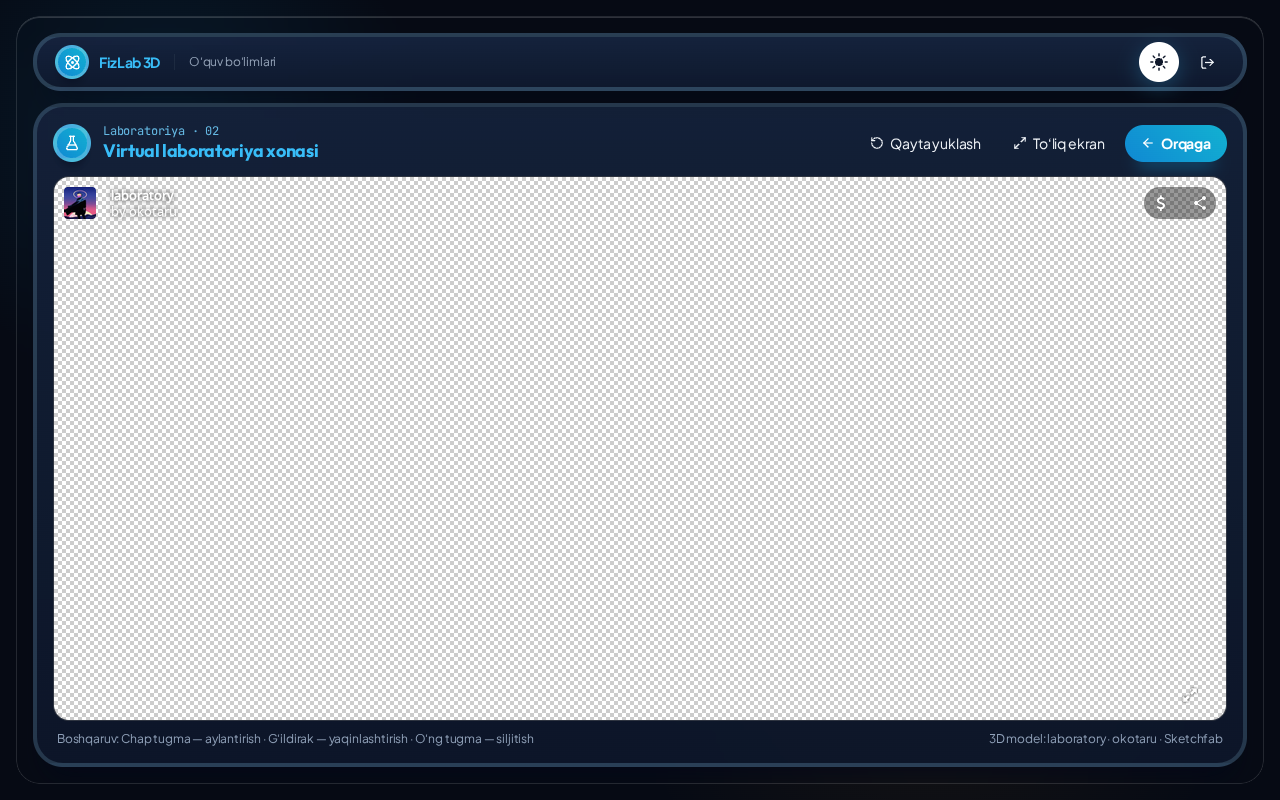 FizLab 3D
O'quv bo'limlari
Laboratoriya · 02
Virtual laboratoriya xonasi
Qayta yuklash
To'liq ekran
Orqaga
laboratory
by okotaru
Boshqaruv: Chap tugma — aylantirish · G'ildirak — yaqinlashtirish · O'ng tugma — siljitish
3D model: laboratory · okotaru · Sketchfab